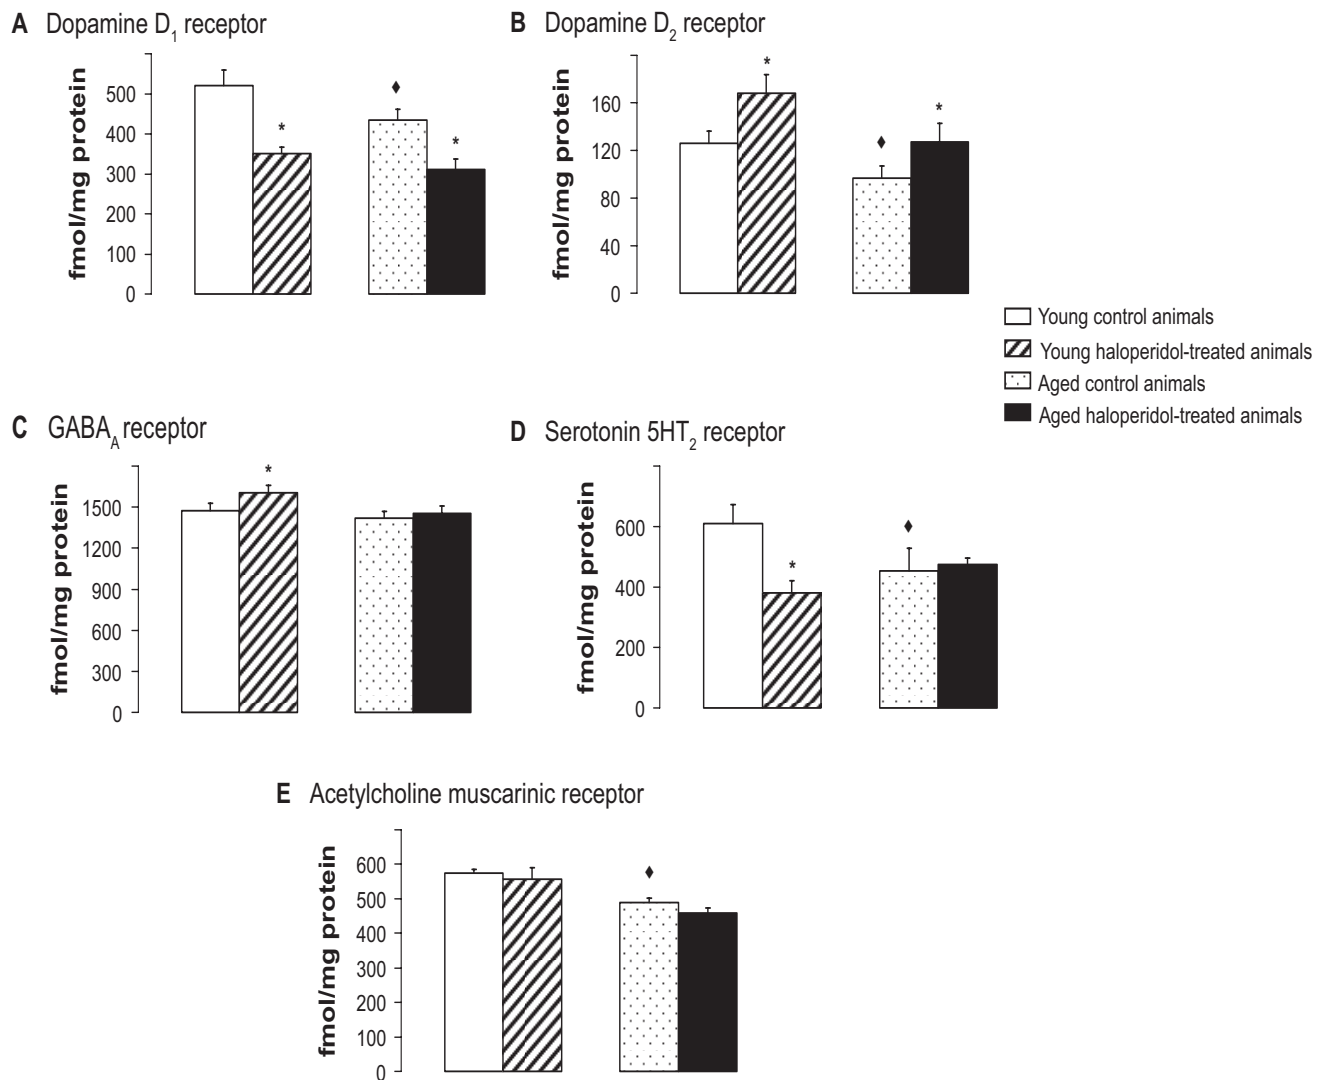 A Dopamine D1 receptor
fmol/mg protein
500
400
300
200
100
0
*
♦
*
B Dopamine D2 receptor
fmol/mg protein
160
120
80
40
0
*
♦
*
Young control animals
Young haloperidol-treated animals
Aged control animals
Aged haloperidol-treated animals
C GABAA receptor
fmol/mg protein
1500
1200
900
600
300
0
*
D Serotonin 5HT2 receptor
fmol/mg protein
600
400
200
0
*
♦
E Acetylcholine muscarinic receptor
fmol/mg protein
600
500
400
300
200
100
0
♦